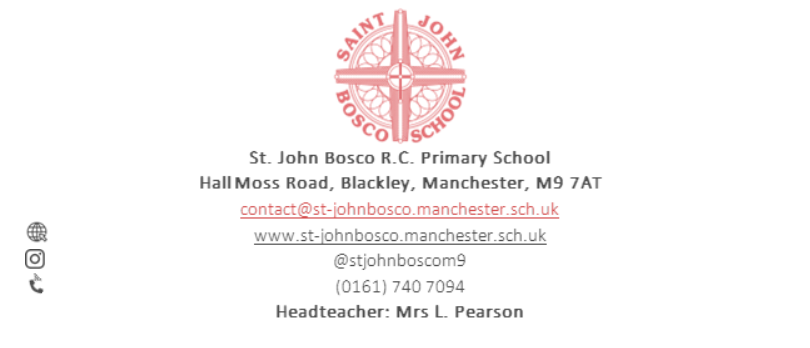 SAINT JOHN
BOSCO SCHOOL
St. John Bosco R.C. Primary School
Hall Moss Road, Blackley, Manchester, M9 7AT
contact@st-johnbosco.manchester.sch.uk
www.st-johnbosco.manchester.sch.uk
@stjohnboscom9
(0161) 740 7094
Headteacher: Mrs L. Pearson